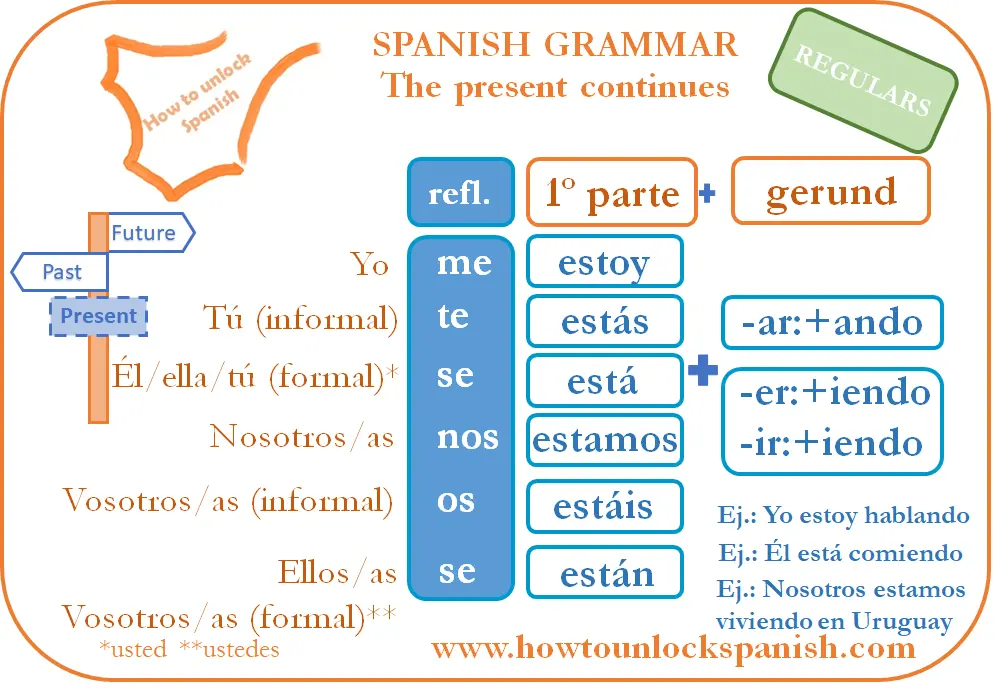 How to unlock
Spanish
SPANISH GRAMMAR
The present continues
REGULARS
refl. 1º parte + gerund
Future
Past
Present
Yo me estoy
Tú (informal) te estás
Él/ella/tú (formal)* se está
Nosotros/as nos estamos
Vosotros/as (informal) os estáis
Ellos/as se están
Vosotros/as (formal)**
*usted **ustedes
+
-ar:+ando
-er:+iendo
-ir:+iendo
Ej.: Yo estoy hablando
Ej.: Él está comiendo
Ej.: Nosotros estamos
viviendo en Uruguay
www.howtounlockspanish.com